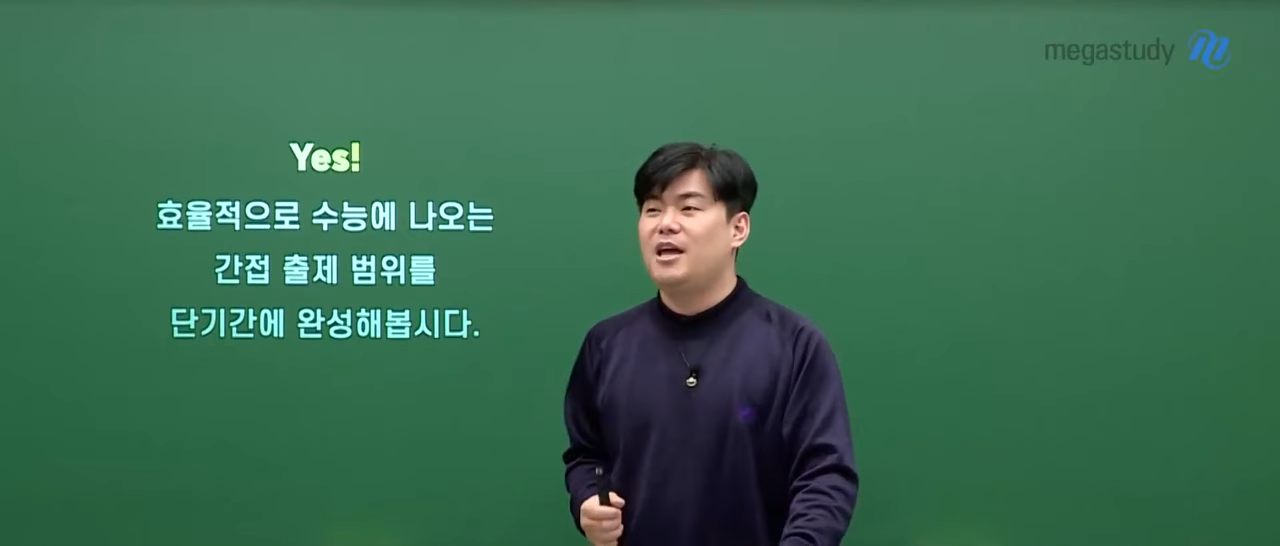 megastudy
Yes!
효율적으로 수능에 나오는
간접 출제 범위를
단기간에 완성해봅시다.